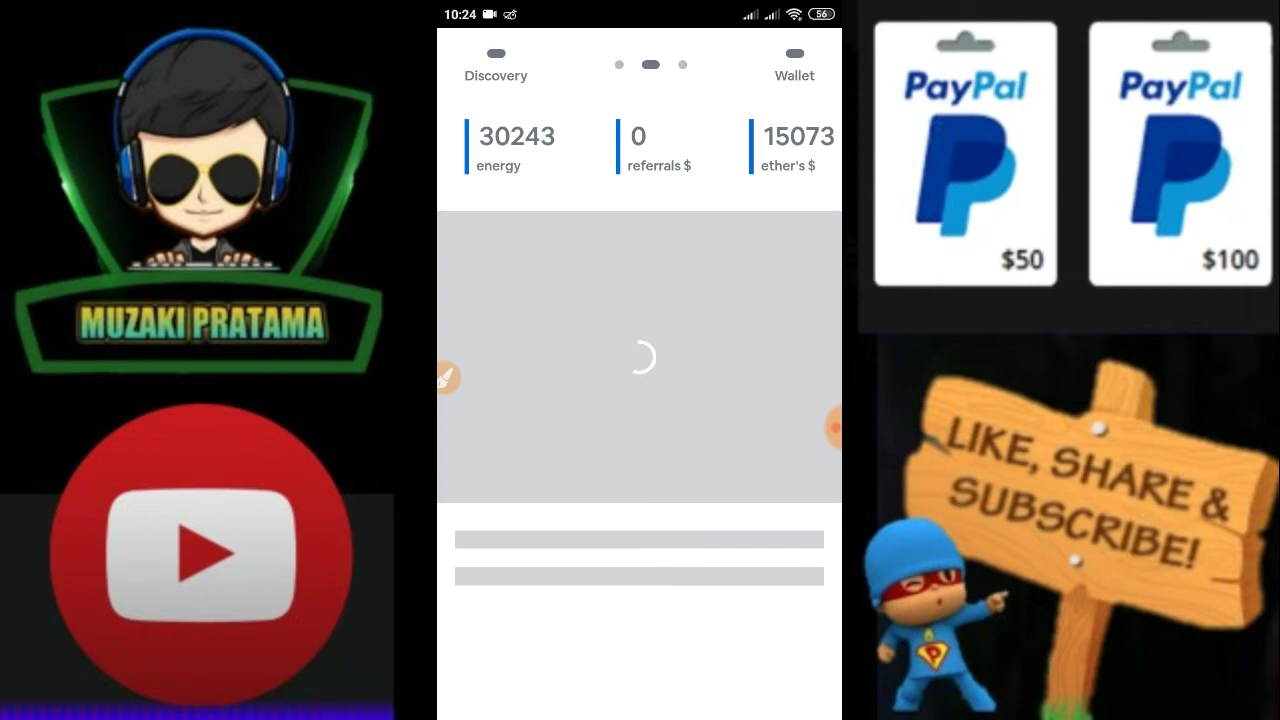 MUZAKI PRATAMA
10:24
56
Discovery
Wallet
30243
energy
0
referrals $
15073
ether's $
PayPal
$50
PayPal
$100
LIKE, SHARE &
SUBSCRIBE!
P